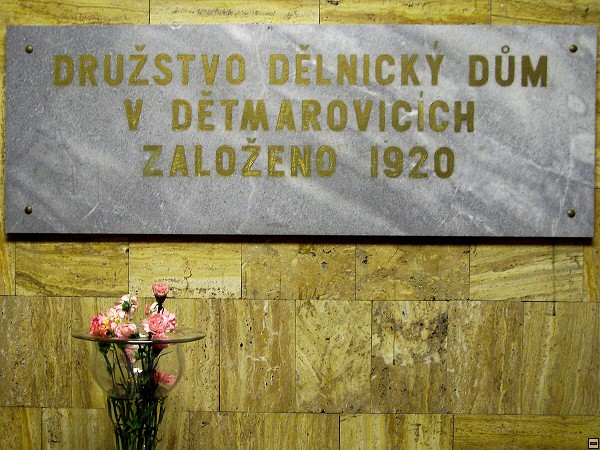 DRUŽSTVO DĚLNICKÝ DŮM
V DĚTMAROVICÍCH
ZALOŽENO 1920